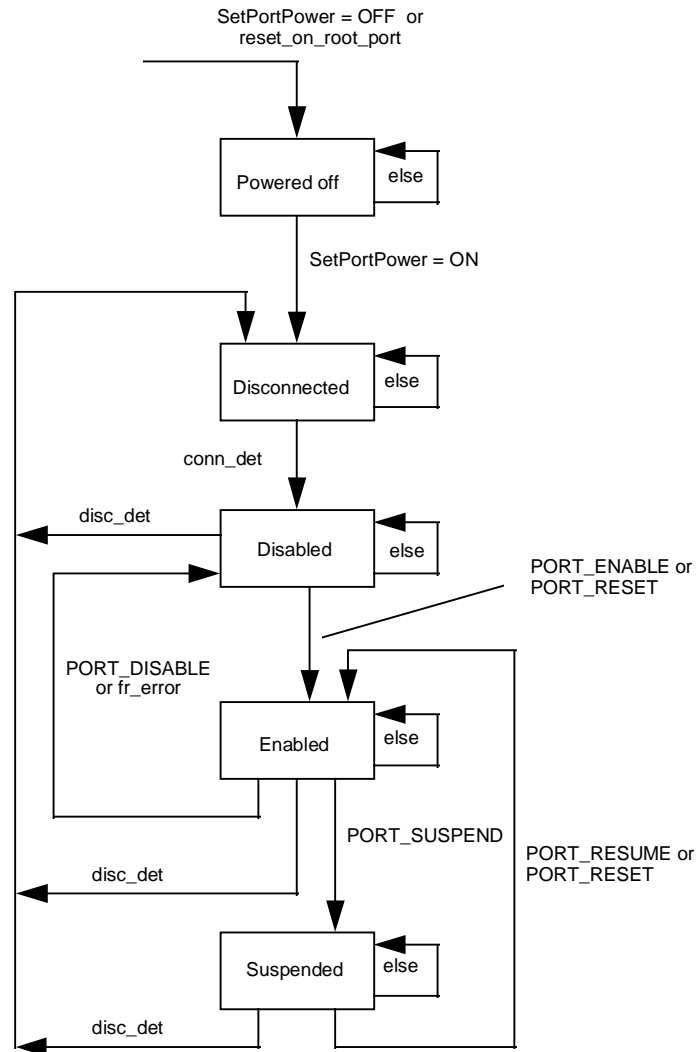 SetPortPower = OFF or
reset_on_root_port
Powered off
else
SetPortPower = ON
Disconnected
else
conn_det
disc_det
Disabled
else
PORT_ENABLE or
PORT_RESET
PORT_DISABLE
or fr_error
Enabled
else
PORT_SUSPEND
PORT_RESUME or
PORT_RESET
disc_det
Suspended
else
disc_det